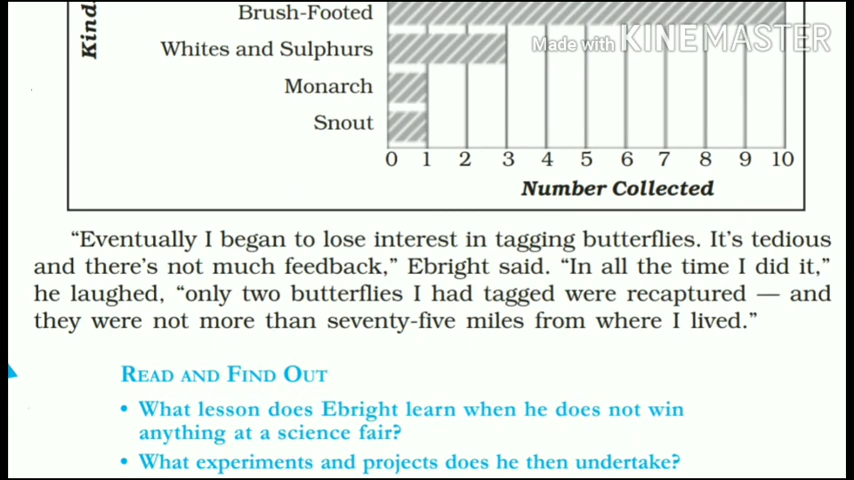 Kind
Brush-Footed
Made with KINEMASTER
Whites and Sulphurs
Monarch
Snout
0 1 2 3 4 5 6 7 8 9 10
Number Collected
“Eventually I began to lose interest in tagging butterflies. It’s tedious
and there’s not much feedback,” Ebright said. “In all the time I did it,”
he laughed, “only two butterflies I had tagged were recaptured — and
they were not more than seventy-five miles from where I lived.”
READ AND FIND OUT
• What lesson does Ebright learn when he does not win
anything at a science fair?
• What experiments and projects does he then undertake?